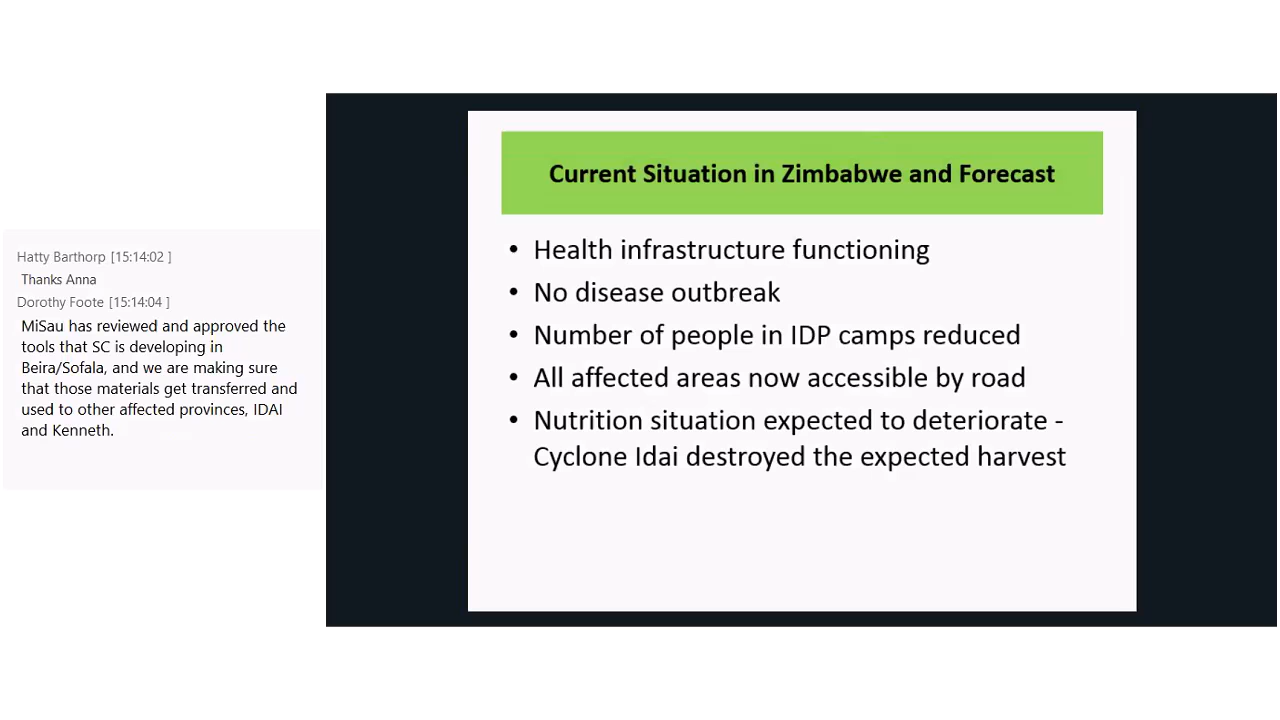 Hatty Barthorp [15:14:02 ]
Thanks Anna
Dorothy Foote [15:14:04 ]
MiSau has reviewed and approved the
tools that SC is developing in
Beira/Sofala, and we are making sure
that those materials get transferred and
used to other affected provinces, IDAI
and Kenneth.
Current Situation in Zimbabwe and Forecast
• Health infrastructure functioning
• No disease outbreak
• Number of people in IDP camps reduced
• All affected areas now accessible by road
• Nutrition situation expected to deteriorate -
Cyclone Idai destroyed the expected harvest